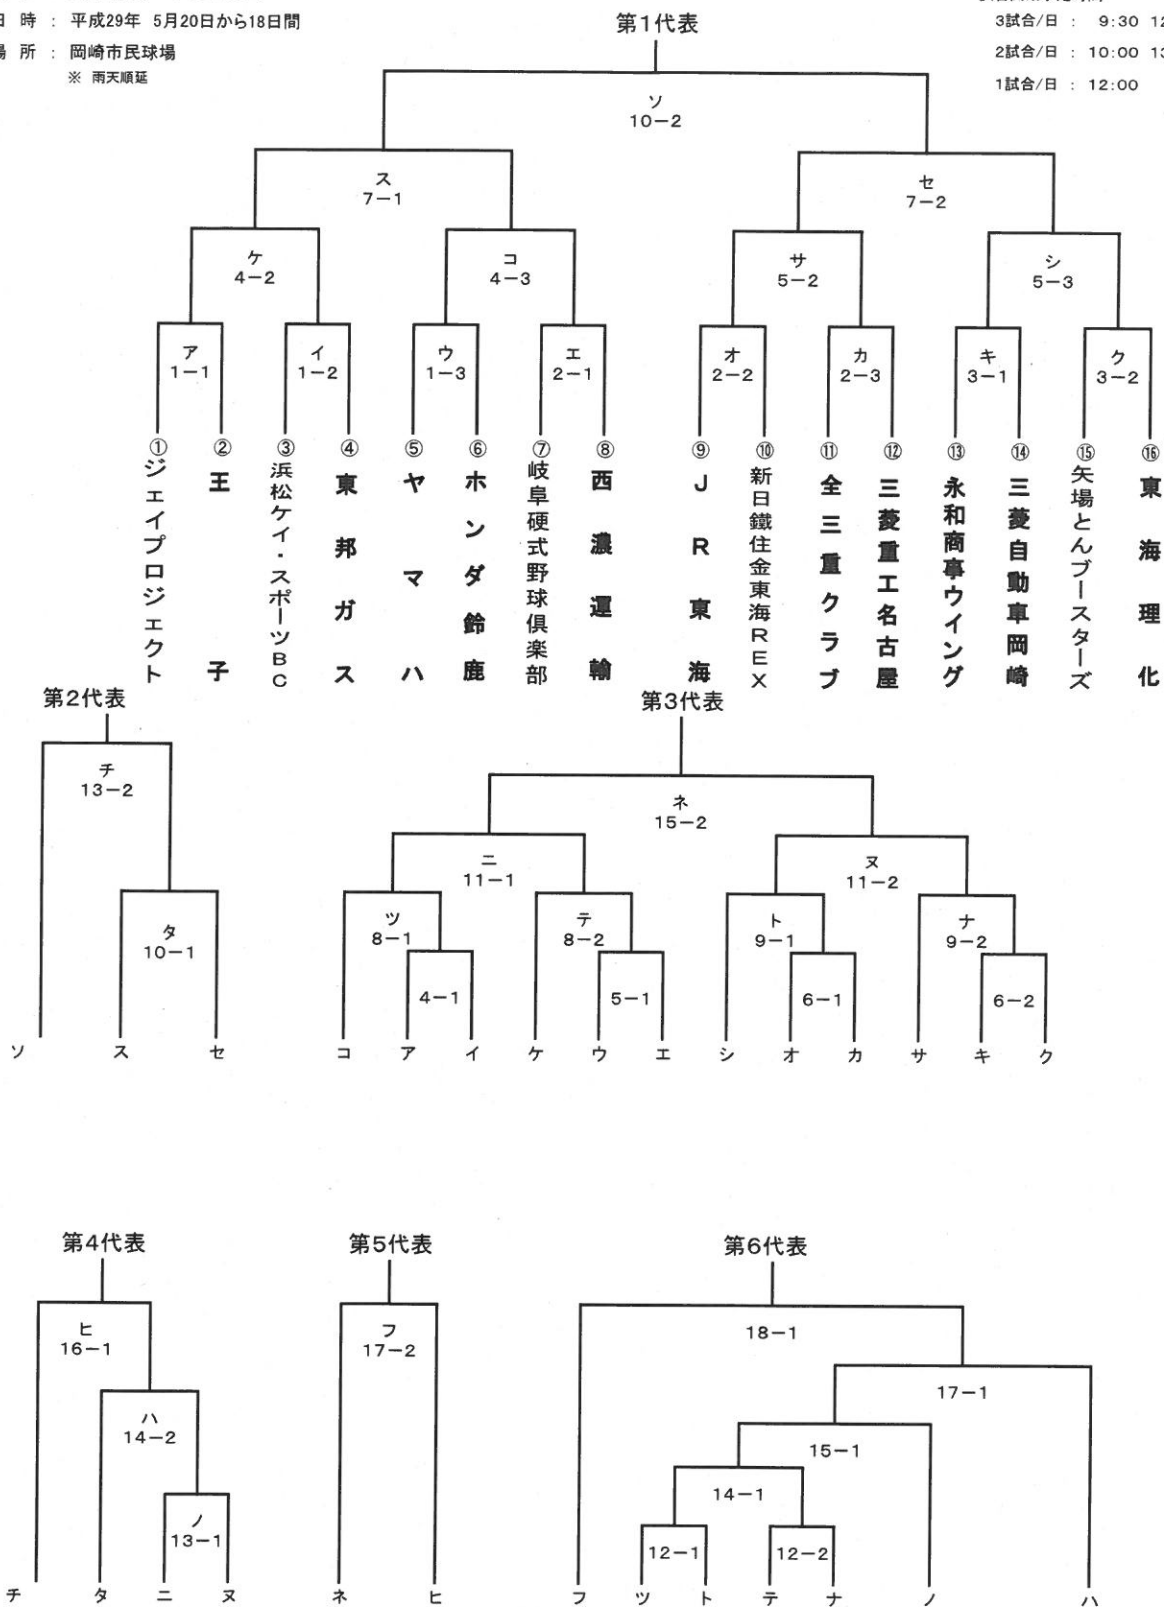 日 時 : 平成29年 5月20日から18日間
場 所 : 岡崎市民球場
※ 雨天順延
3試合/日 : 9:30
2試合/日 : 10:00
1試合/日 : 12:00
第1代表
ソ
10-2
ス
7-1
セ
7-2
ケ
4-2
コ
4-3
サ
5-2
シ
5-3
ア
1-1
イ
1-2
ウ
1-3
エ
2-1
オ
2-2
カ
2-3
キ
3-1
ク
3-2
① ジェイプロジェクト
② 王子
③ 浜松ケイ・スポーツBC
④ 東邦ガス
⑤ ヤマハ
⑥ ホンダ鈴鹿
⑦ 岐阜硬式野球倶楽部
⑧ 西濃運輸
⑨ JR東海
⑩ 新日鐵住金東海REX
⑪ 全三重クラブ
⑫ 三菱重工名古屋
⑬ 永和商事ウイング
⑭ 三菱自動車岡崎
⑮ 矢場とんブースターズ
⑯ 東海理化
第2代表
チ
13-2
タ
10-1
ソ ス セ
第3代表
ネ
15-2
ニ
11-1
ヌ
11-2
ツ
8-1
テ
8-2
ト
9-1
ナ
9-2
4-1 5-1 6-1 6-2
コ ア イ ケ ウ エ シ オ カ サ キ ク
第4代表
ヒ
16-1
ハ
14-2
ノ
13-1
チ タ ニ ヌ
第5代表
フ
17-2
ネ ヒ
第6代表
18-1
17-1
15-1
14-1
12-1 12-2
フ ツ ト テ ナ ノ ハ